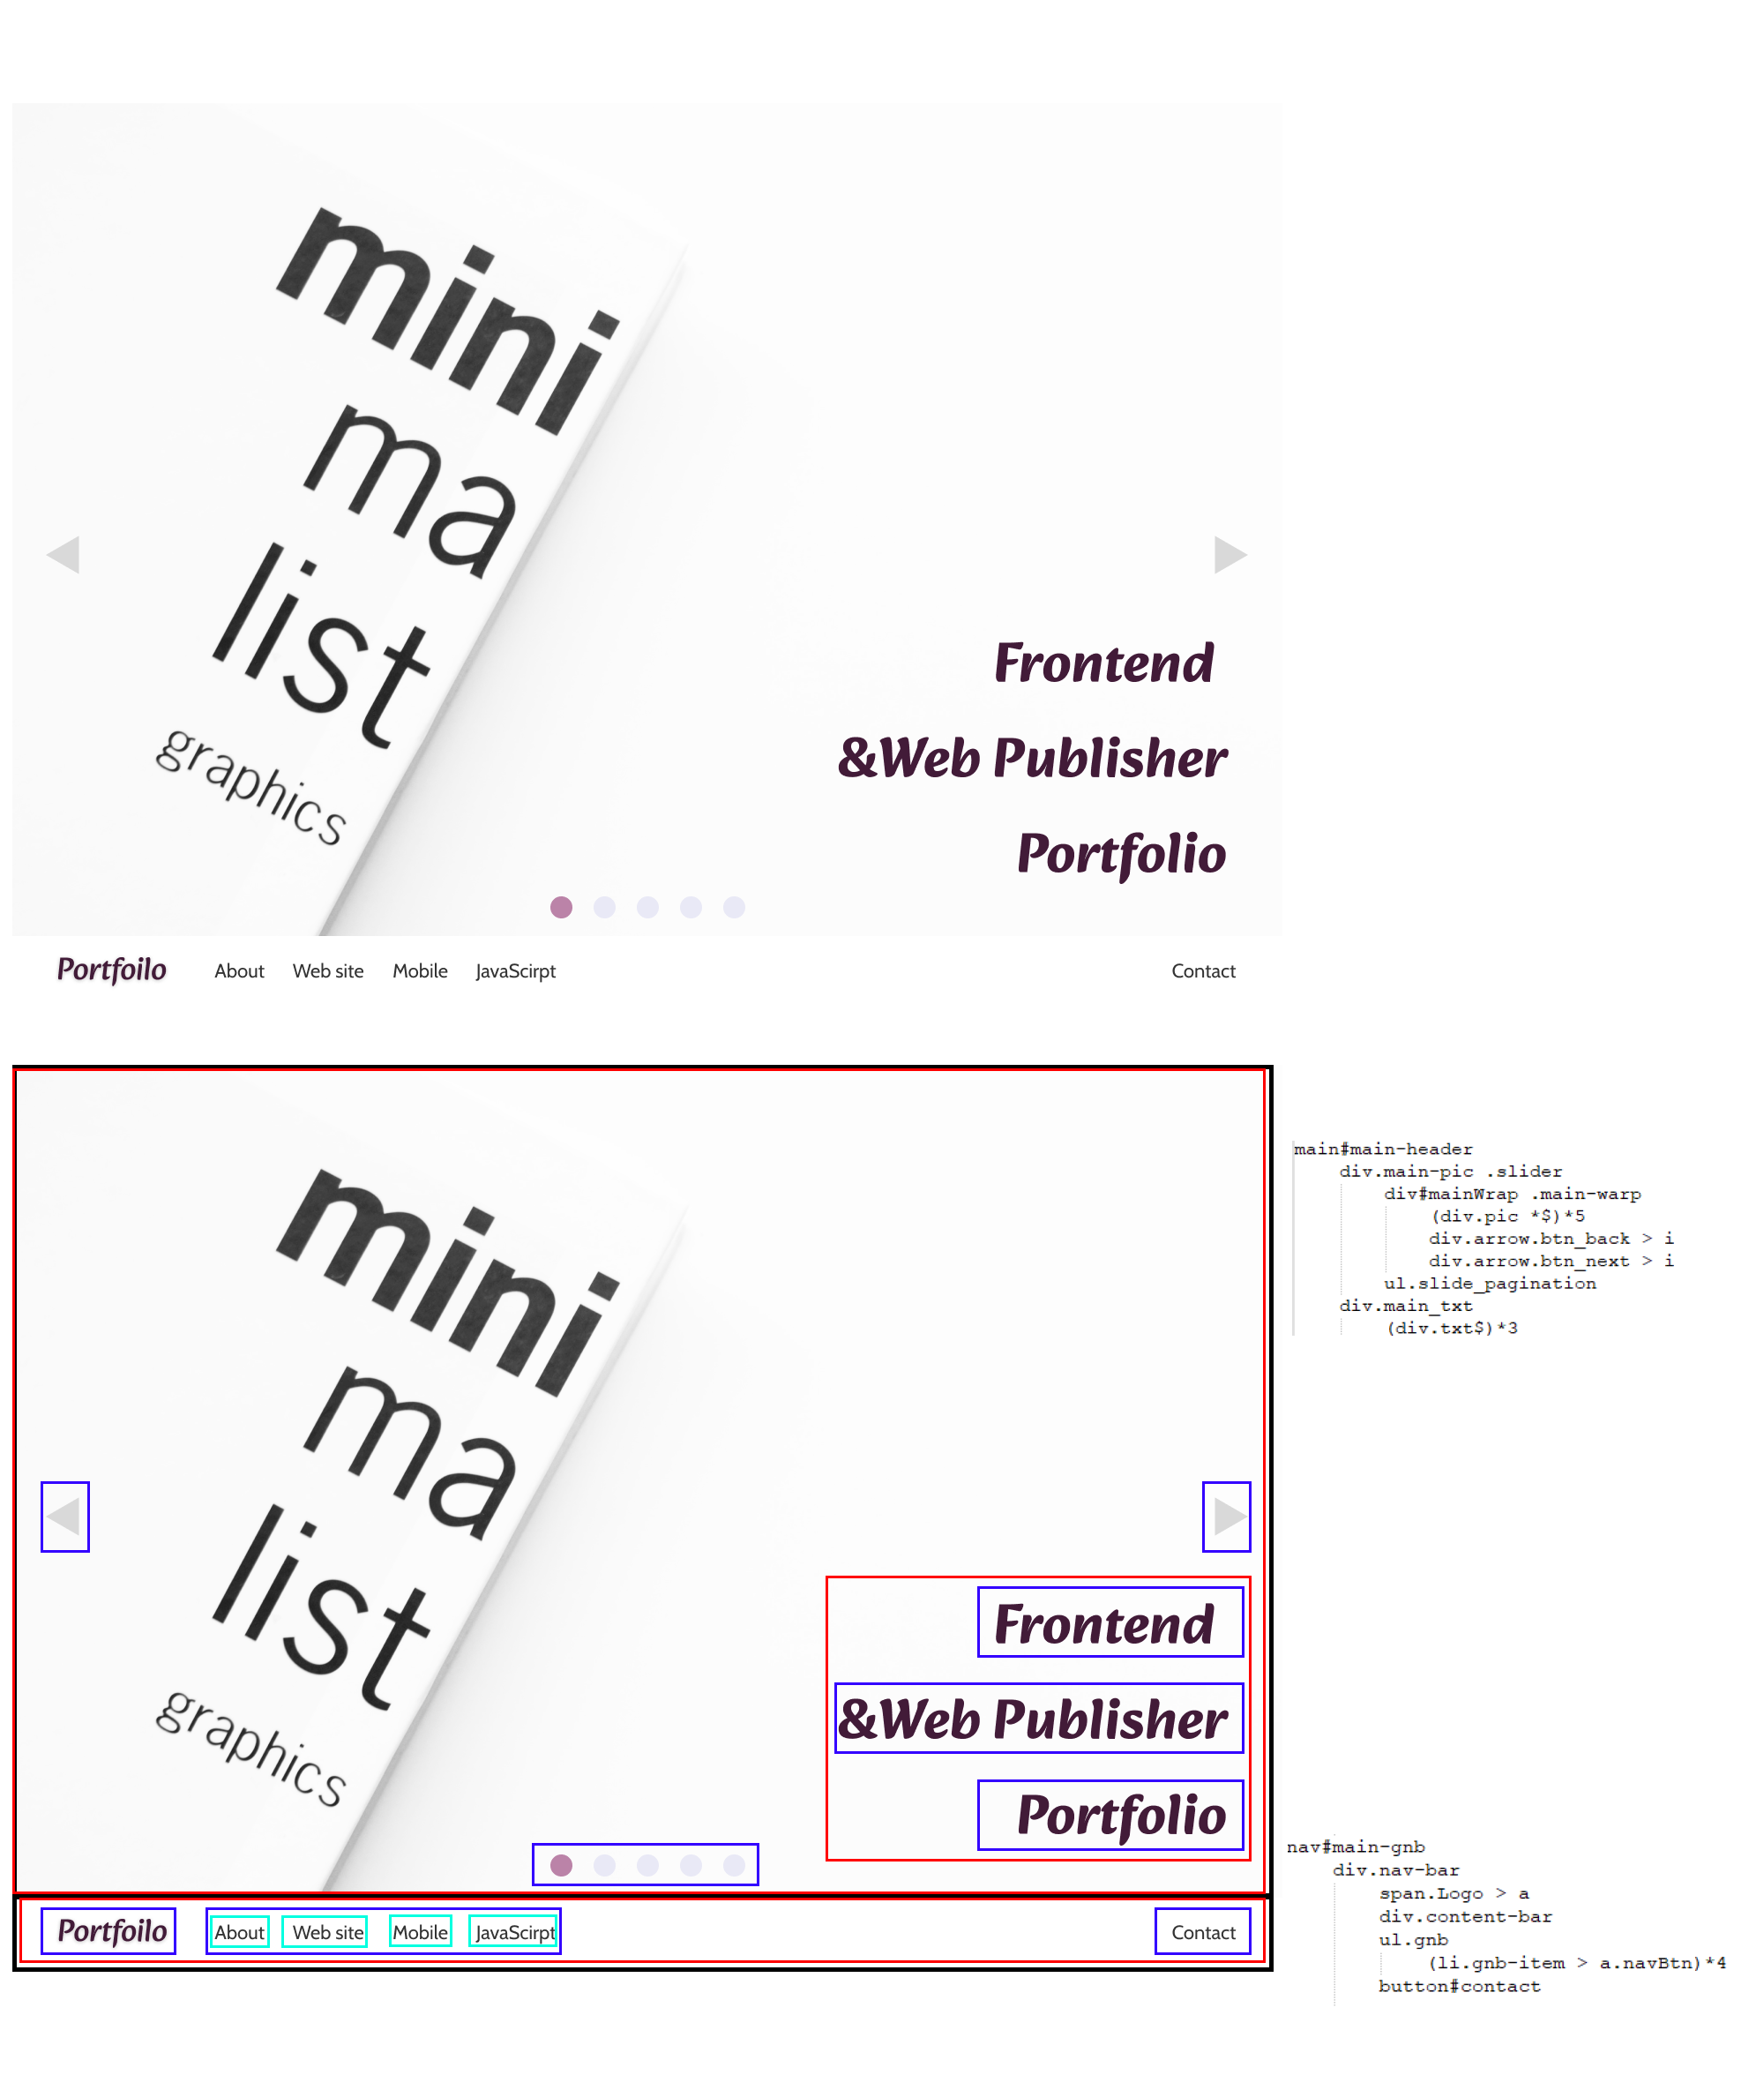 mini
ma
list
graphics
Frontend
&Web Publisher
Portfolio
Portfoilo About Web site Mobile JavaScirpt Contact
mini
ma
list
graphics
Frontend
&Web Publisher
Portfolio
Portfoilo About Web site Mobile JavaScirpt Contact
main#main-header
div.main-pic .slider
div#mainWrap .main-warp
(div.pic *$)*5
div.arrow.btn_back > i
div.arrow.btn_next > i
ul.slide_pagination
div.main_txt
(div.txt$)*3
nav#main-gnb
div.nav-bar
span.Logo > a
div.content-bar
ul.gnb
(li.gnb-item > a.navBtn)*4
button#contact